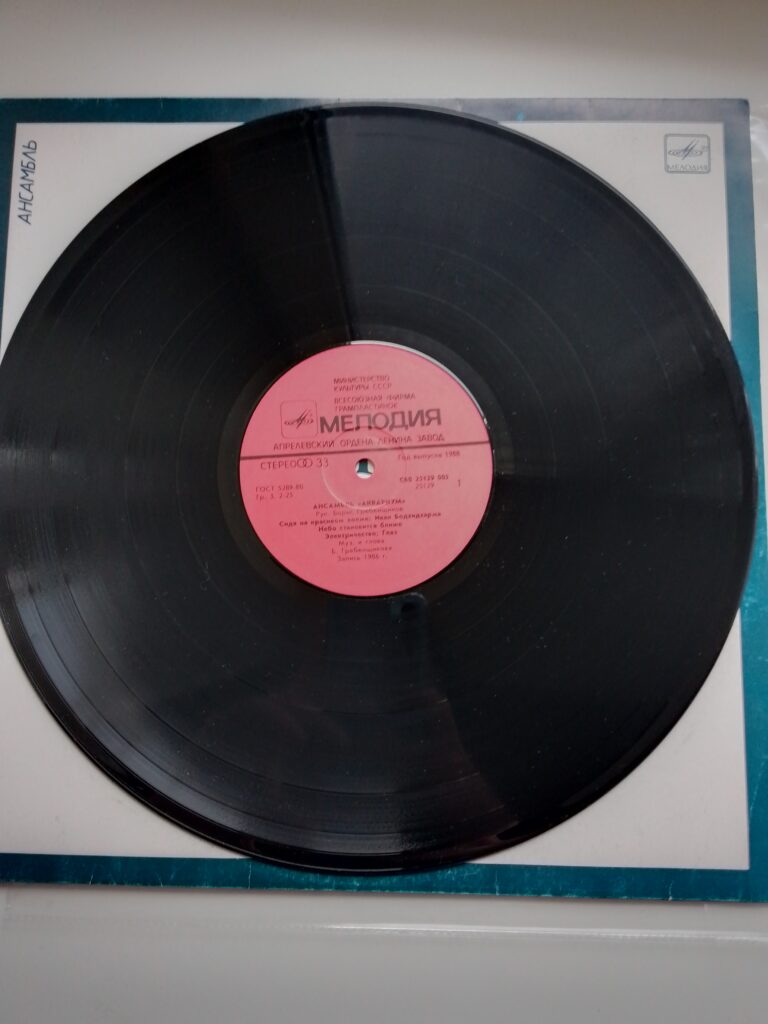 АНСАМБЛЬ
МЕЛОДИЯ
МИНИСТЕРСТВО
КУЛЬТУРЫ СССР
ВСЕСОЮЗНАЯ ФИРМА
ГРАМПЛАСТИНОК
МЕЛОДИЯ
АПРЕЛЕВСКИЙ ОРДЕНА ЛЕНИНА ЗАВОД
СТЕРЕО 33
Год выпуска 1988
ГОСТ 5289-80
Гр. 3. 2-25
С60 25129 005
25129
1
АНСАМБЛЬ «АКВАРИУМ»
Рук. Борис Гребенщиков
Сидя на красивом холме; Иван Бодхидхарма
Небо становится ближе
Электричество; Глаз
Муз. и слова
Б. Гребенщикова
Запись 1986 г.